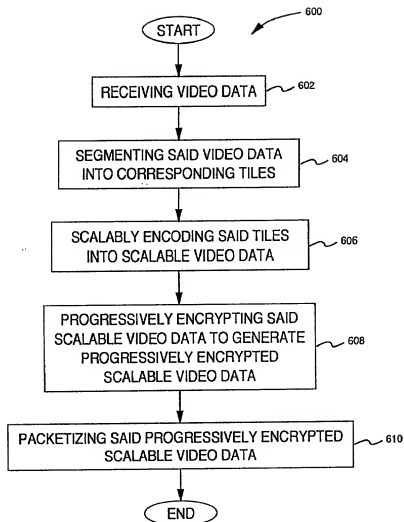 START
600
RECEIVING VIDEO DATA
602
SEGMENTING SAID VIDEO DATA
INTO CORRESPONDING TILES
604
SCALABLY ENCODING SAID TILES
INTO SCALABLE VIDEO DATA
606
PROGRESSIVELY ENCRYPTING SAID
SCALABLE VIDEO DATA TO GENERATE
PROGRESSIVELY ENCRYPTED
SCALABLE VIDEO DATA
608
PACKETIZING SAID PROGRESSIVELY ENCRYPTED
SCALABLE VIDEO DATA
610
END